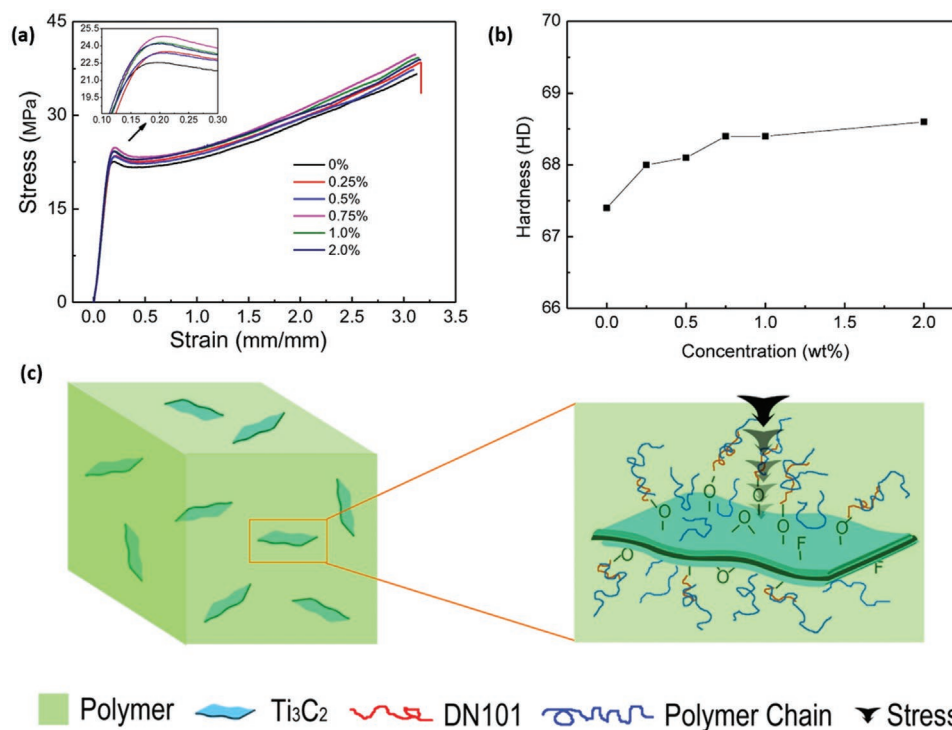 (a)
45
30
15
0
Stress (MPa)
25.5
24.0
22.5
21.0
19.5
0.10 0.15 0.20 0.25 0.30
0%
0.25%
0.5%
0.75%
1.0%
2.0%
0.0 0.5 1.0 1.5 2.0 2.5 3.0 3.5
Strain (mm/mm)
(b)
70
69
68
67
66
Hardness (HD)
0.0 0.5 1.0 1.5 2.0
Concentration (wt%)
(c)
O
O
O
O
O
O
F
O
O
F
Polymer Ti₃C₂ DN101 Polymer Chain Stress